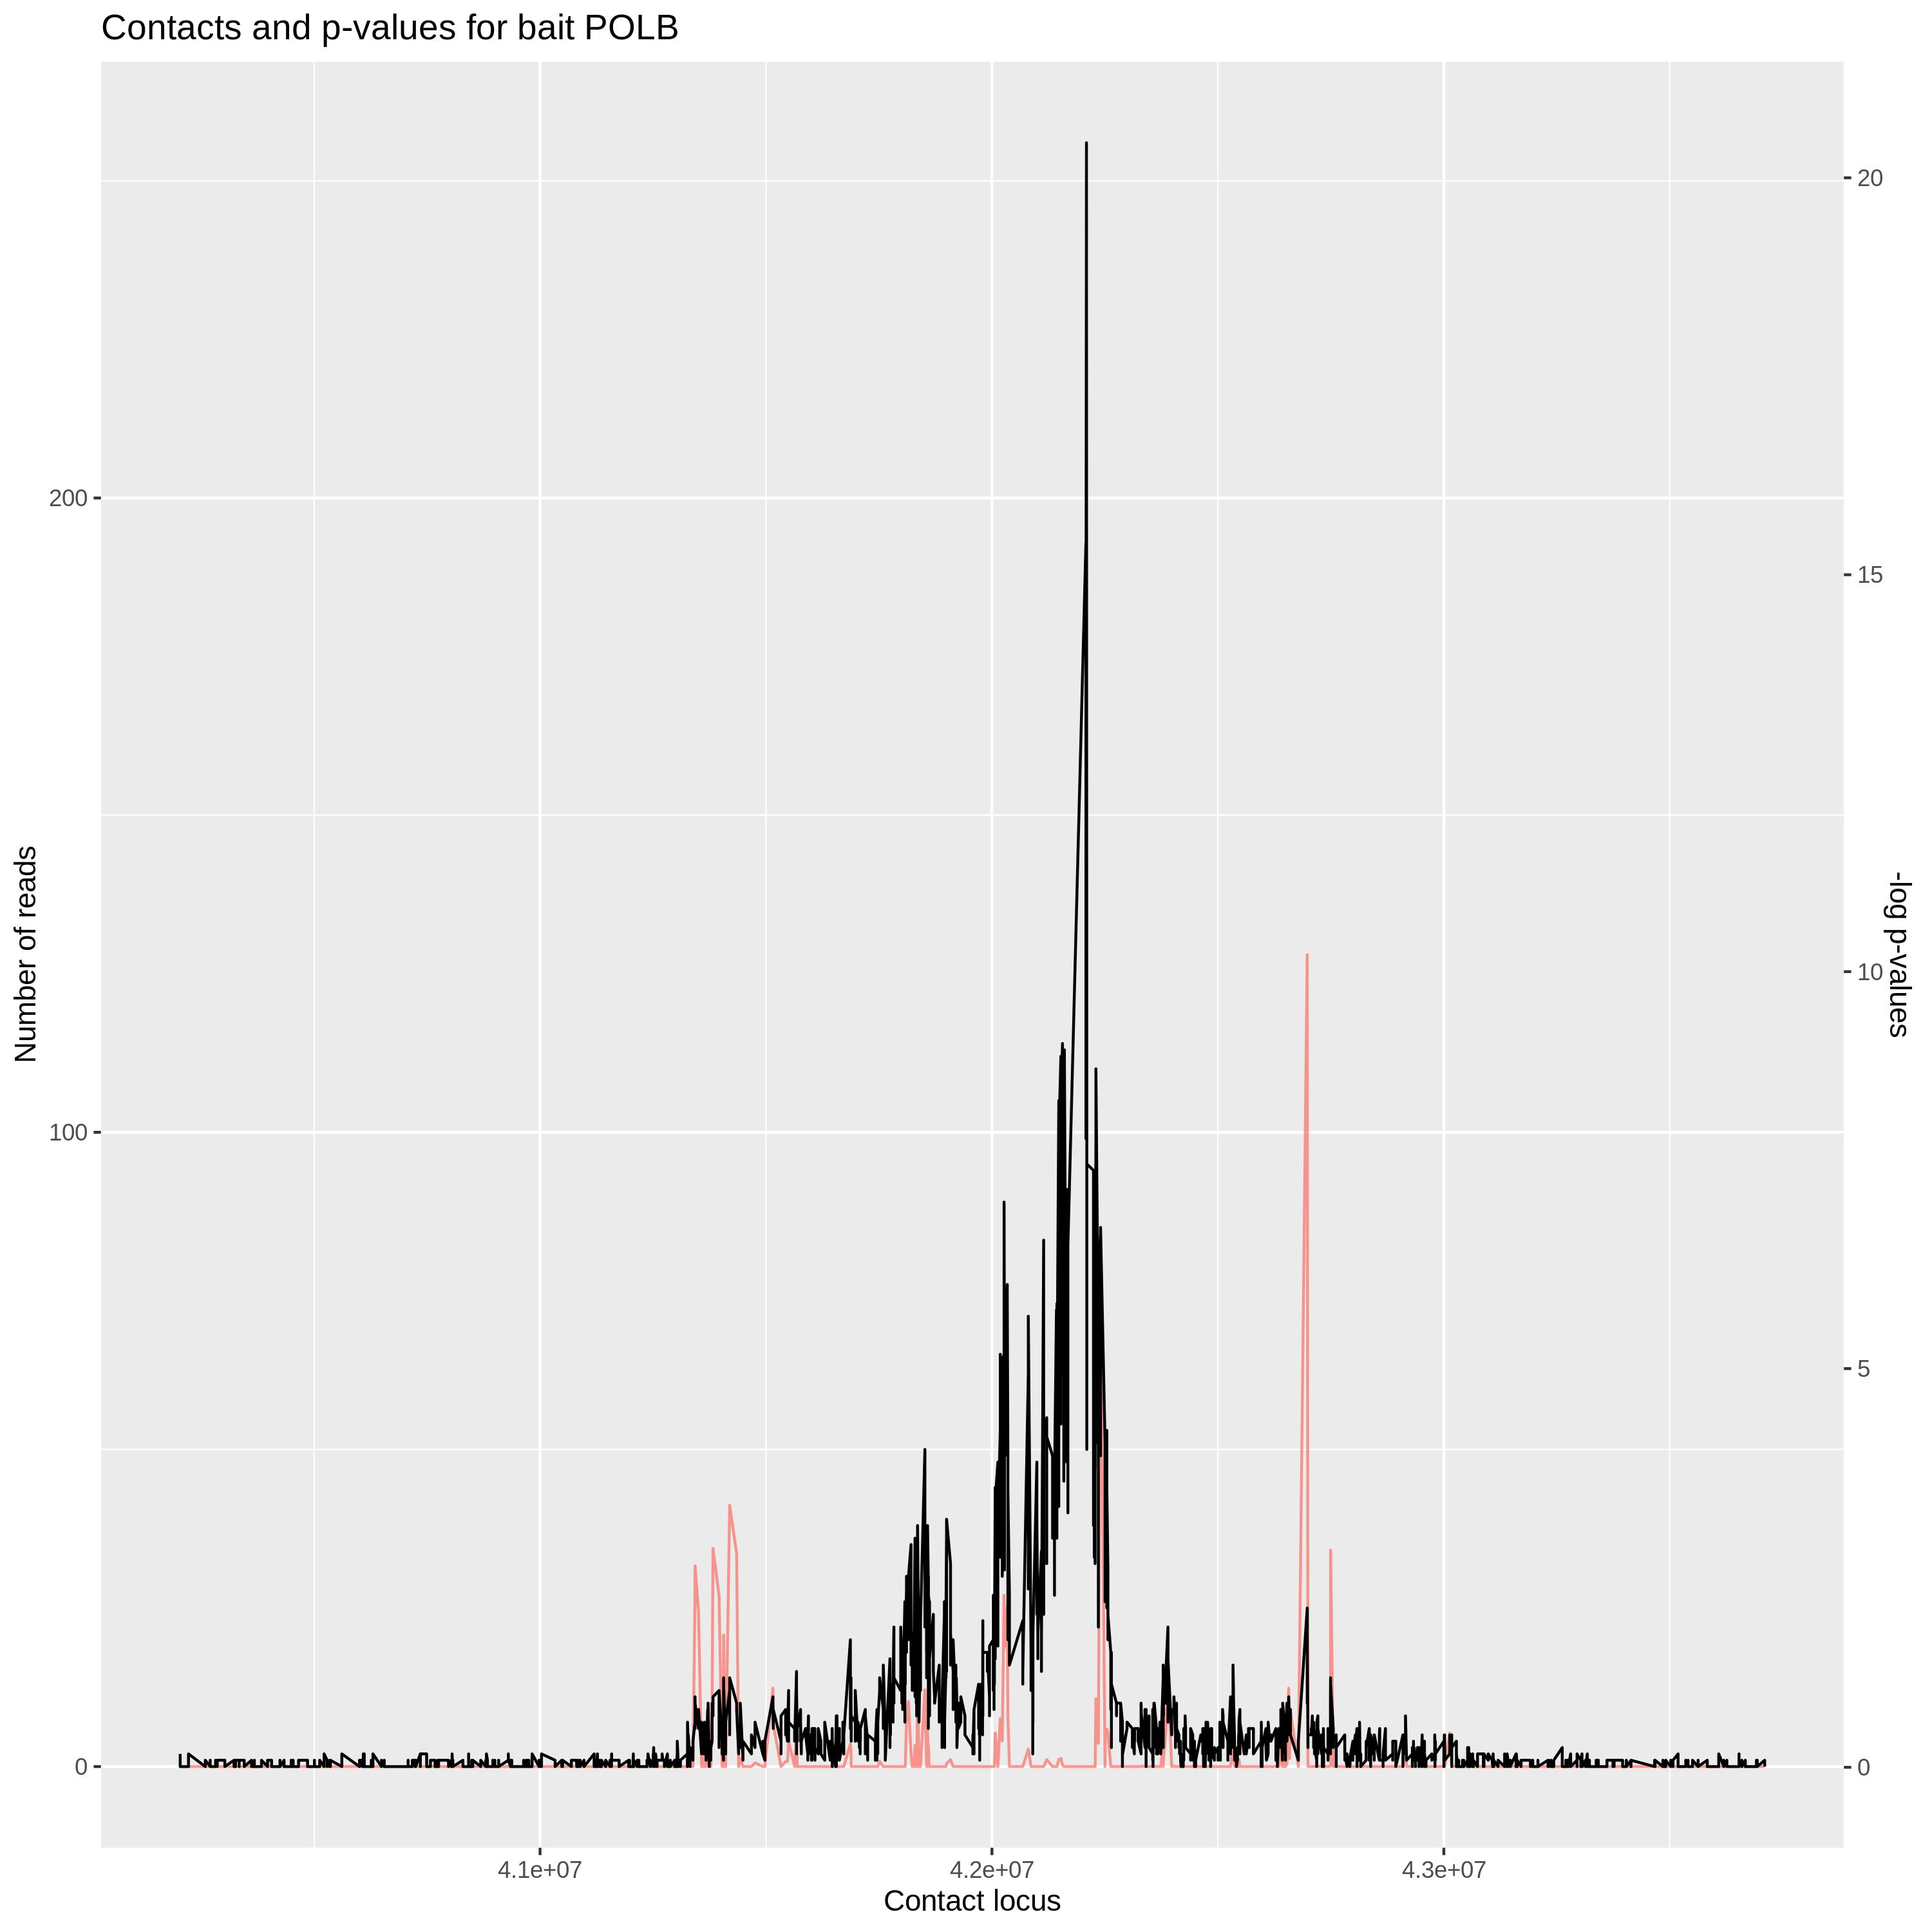 Contacts and p-values for bait POLB
Number of reads
200
100
0
20
15
10
5
0
-log p-values
4.1e+07
4.2e+07
4.3e+07
Contact locus